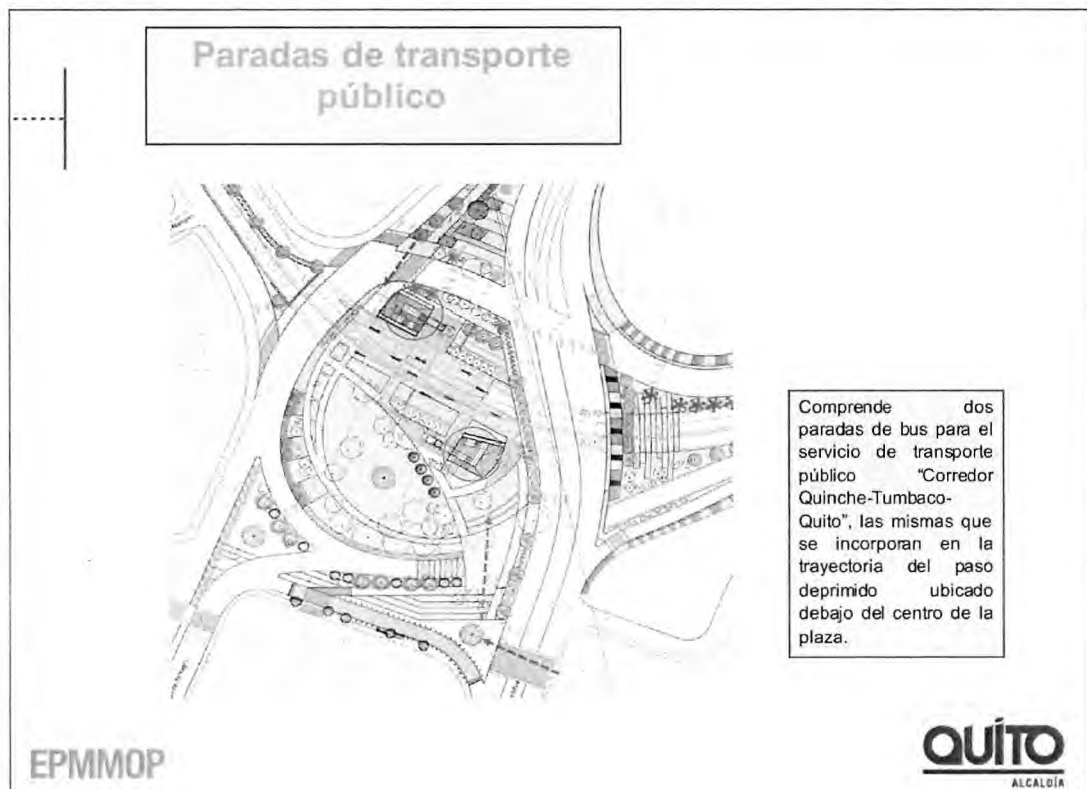 Paradas de transporte
público
Comprende dos
paradas de bus para el
servicio de transporte
público "Corredor
Quinche-Tumbaco-
Quito", las mismas que
se incorporan en la
trayectoria del paso
deprimido ubicado
debajo del centro de la
plaza.
EPMMOP
QUITO
ALCALDÍA